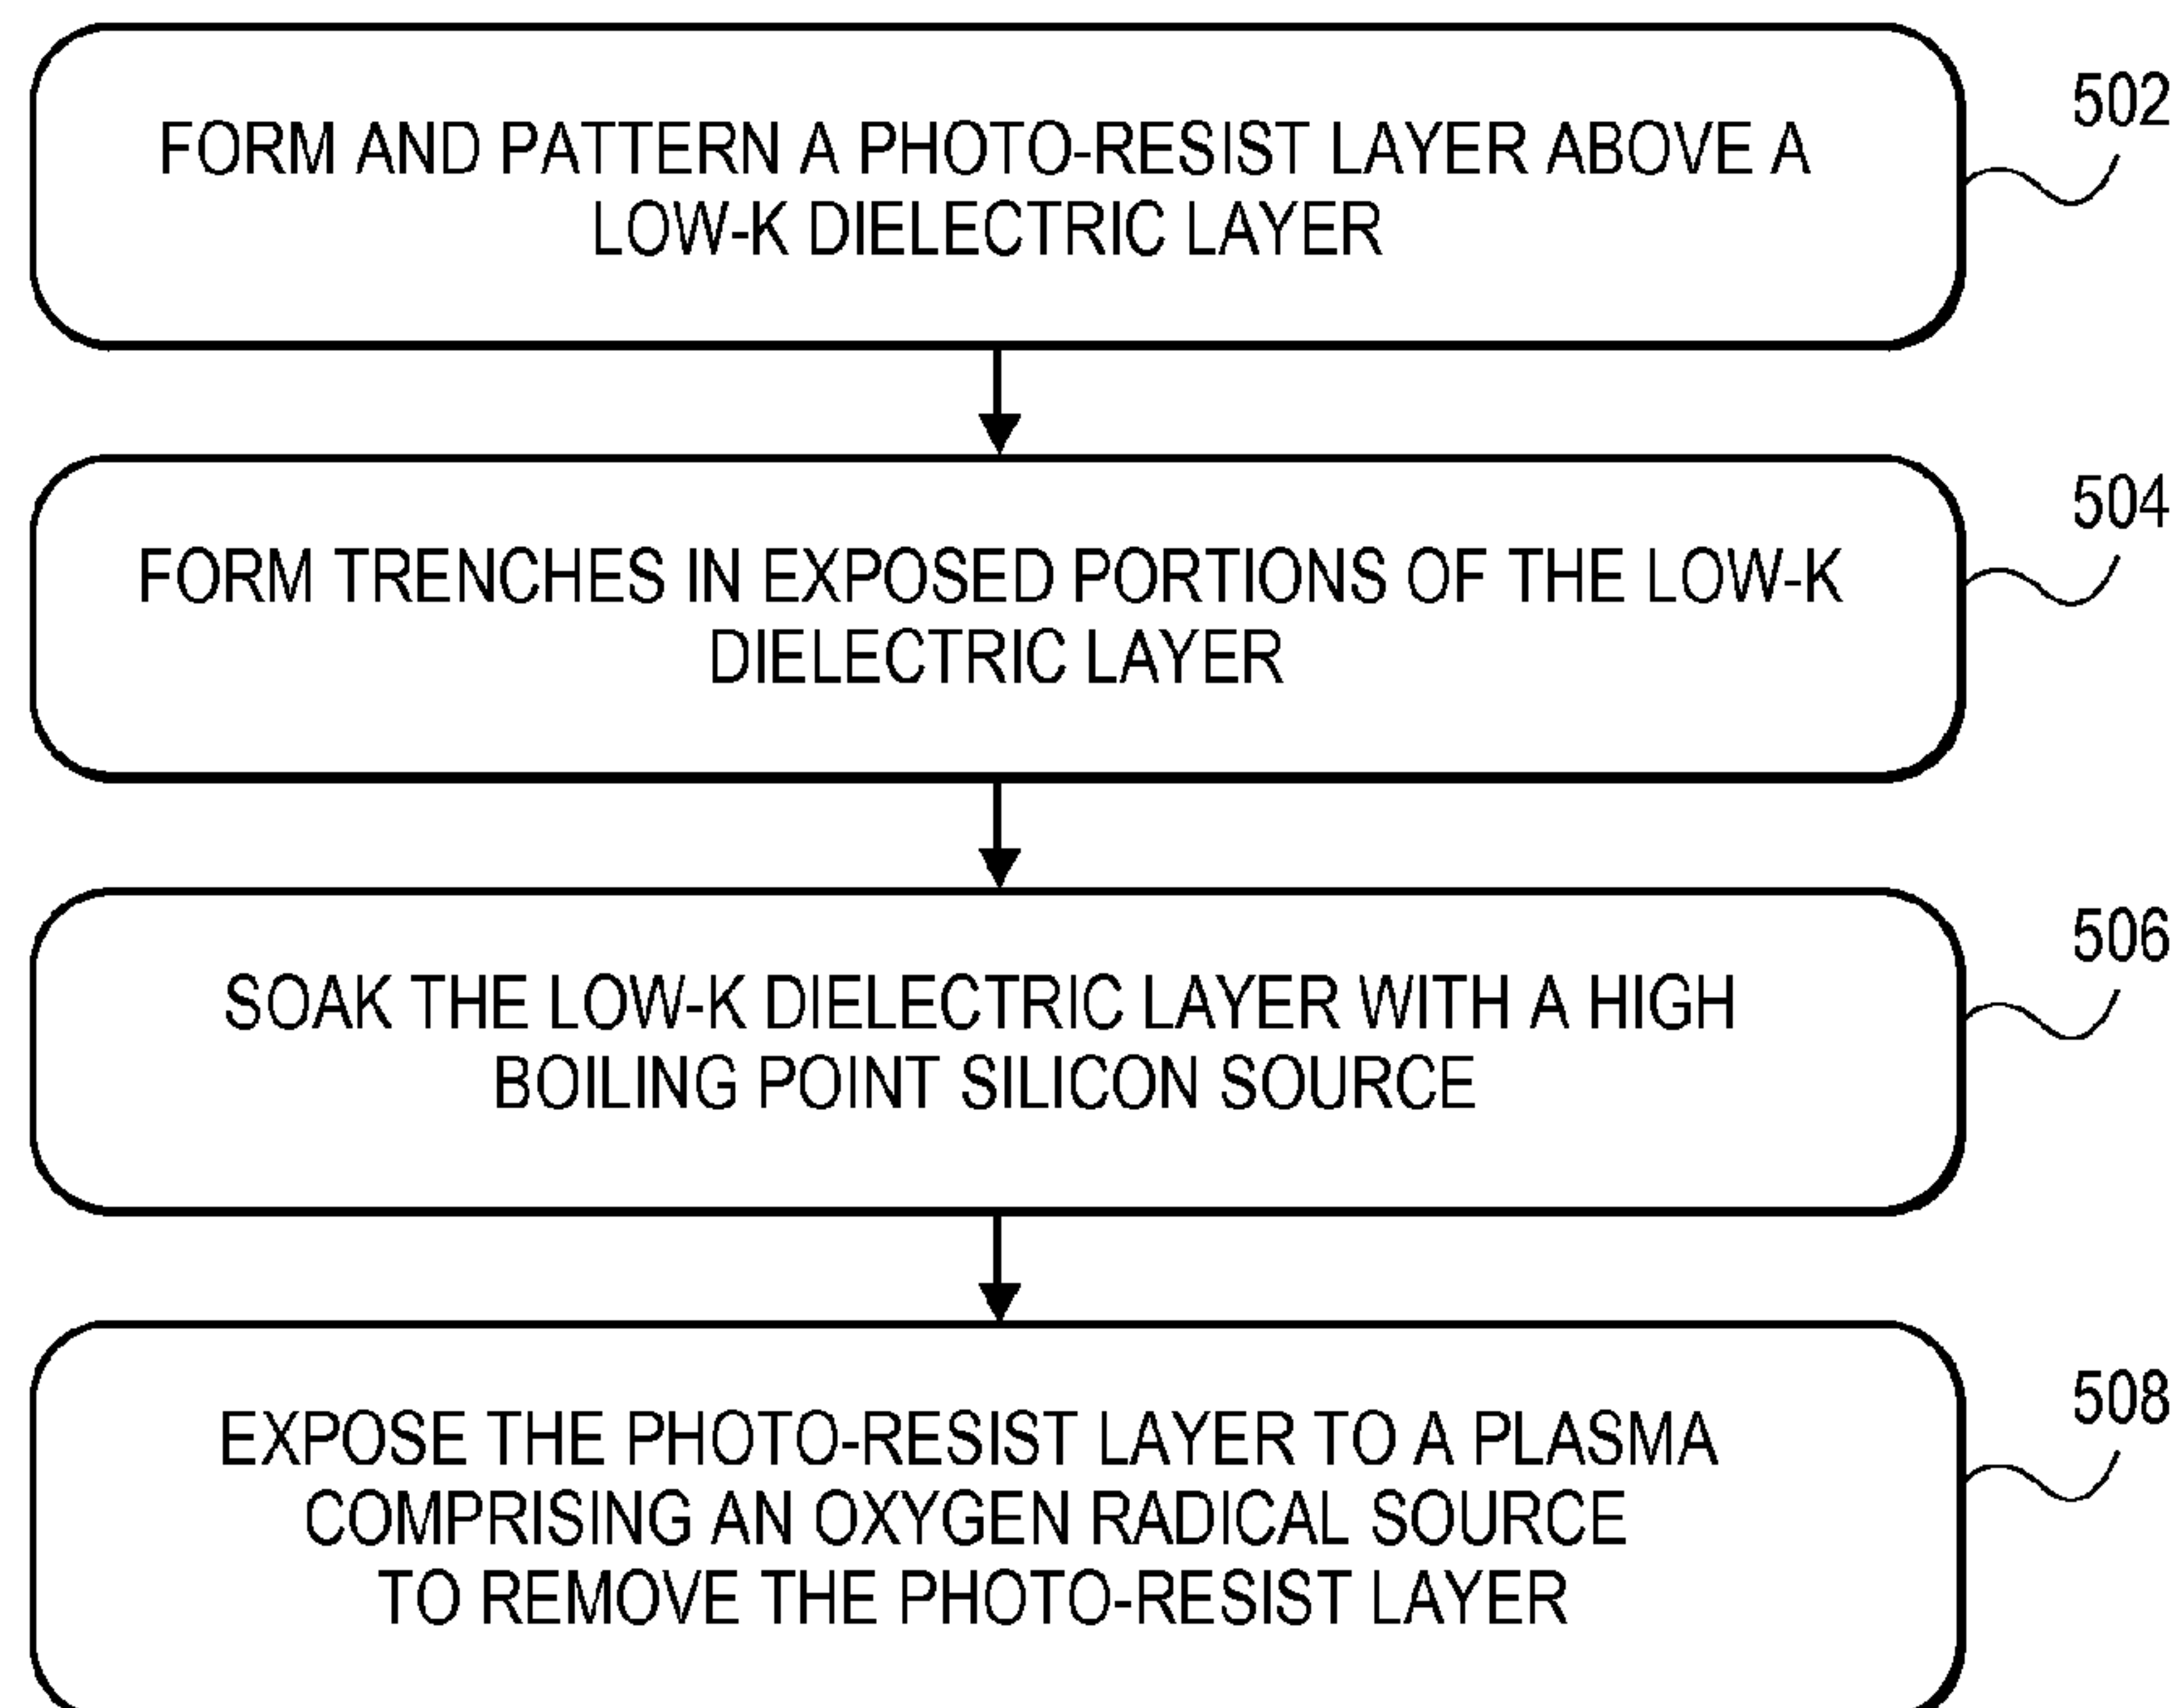 FORM AND PATTERN A PHOTO-RESIST LAYER ABOVE A
LOW-K DIELECTRIC LAYER
502
FORM TRENCHES IN EXPOSED PORTIONS OF THE LOW-K
DIELECTRIC LAYER
504
SOAK THE LOW-K DIELECTRIC LAYER WITH A HIGH
BOILING POINT SILICON SOURCE
506
EXPOSE THE PHOTO-RESIST LAYER TO A PLASMA
COMPRISING AN OXYGEN RADICAL SOURCE
TO REMOVE THE PHOTO-RESIST LAYER
508